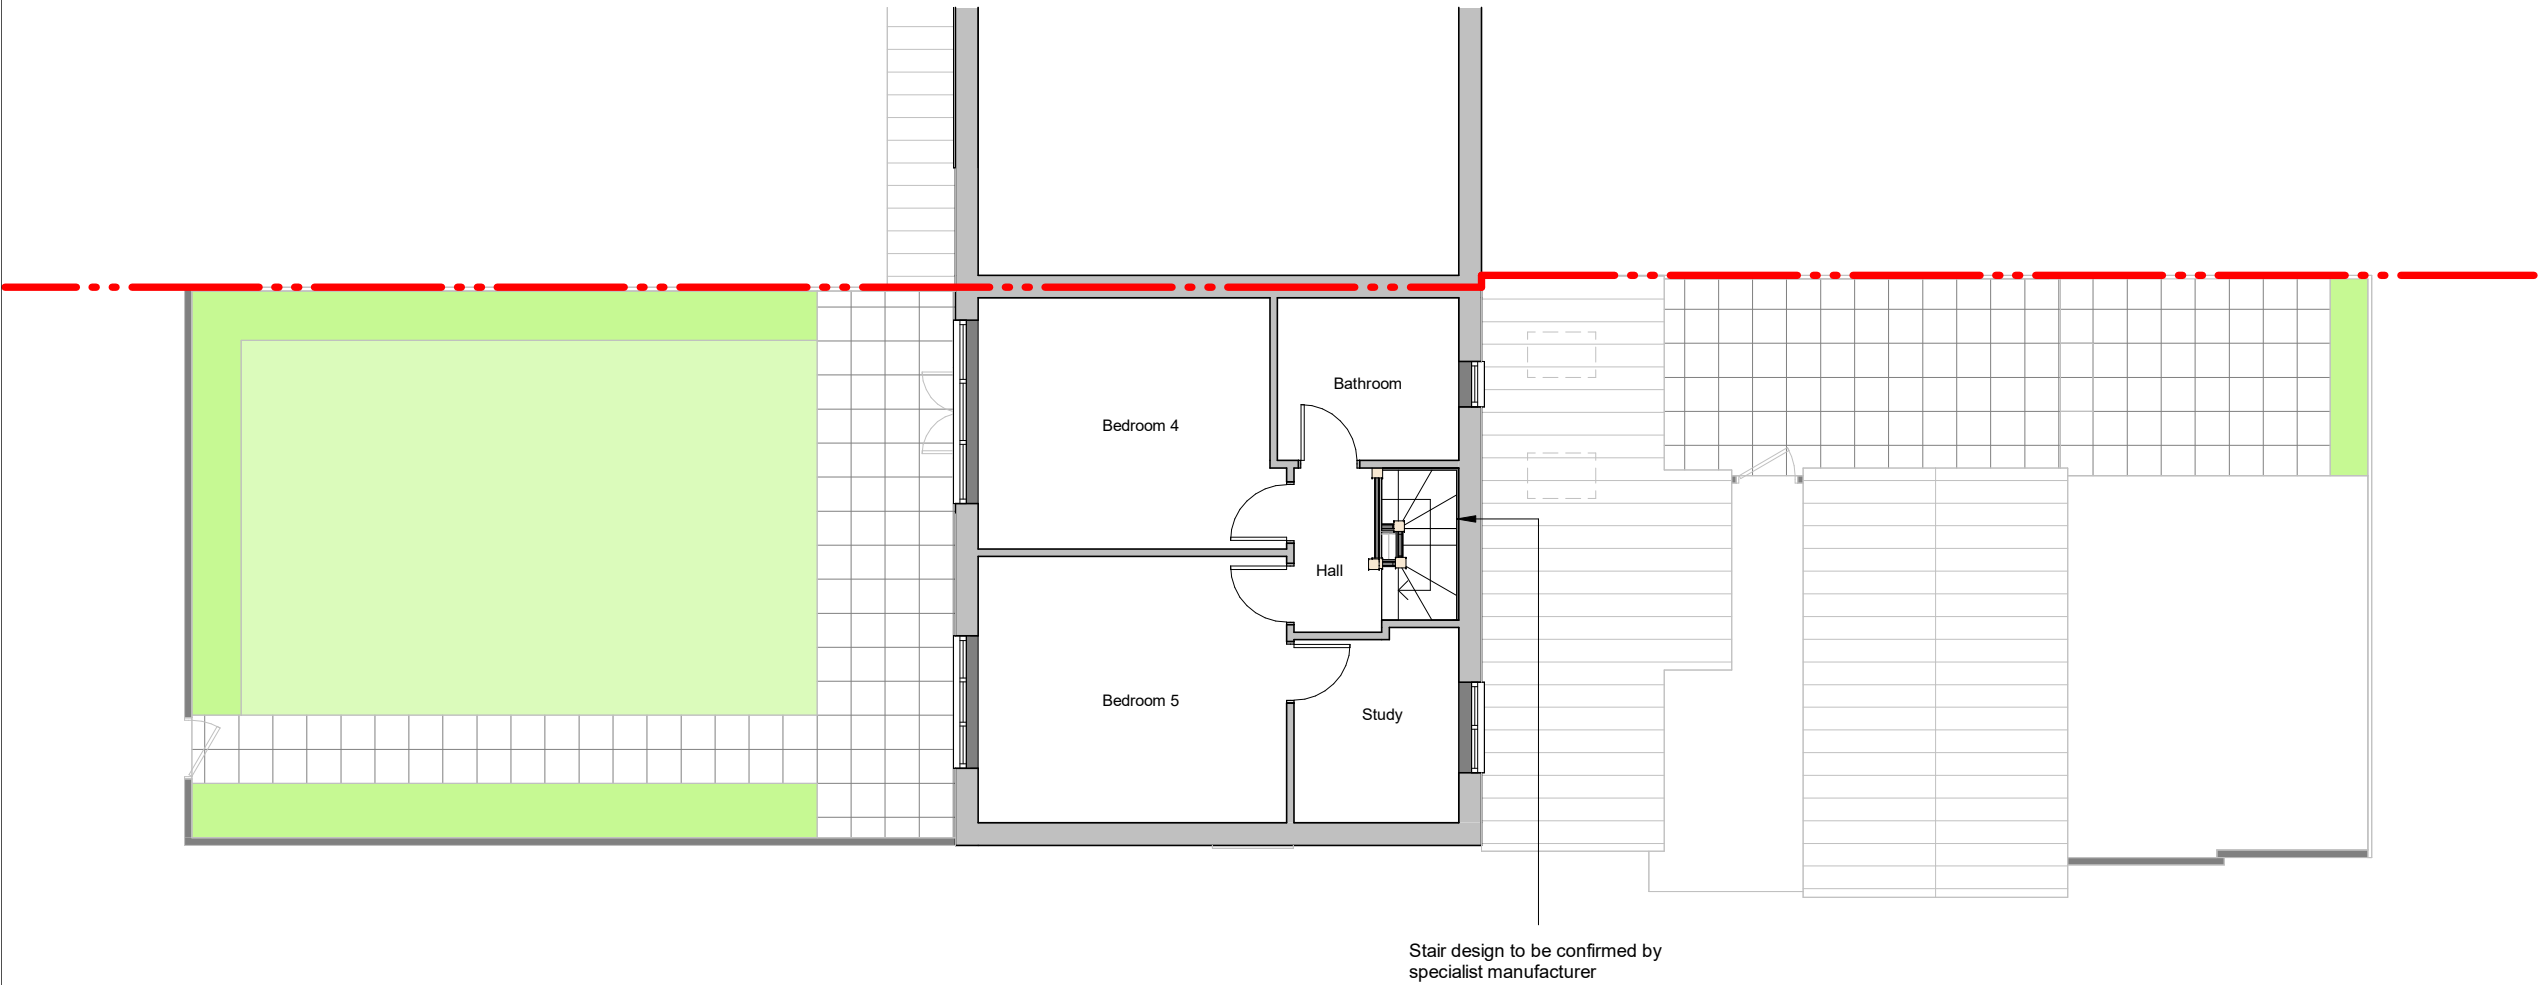 Bathroom
Bedroom 4
Hall
Bedroom 5
Study
Stair design to be confirmed by
specialist manufacturer